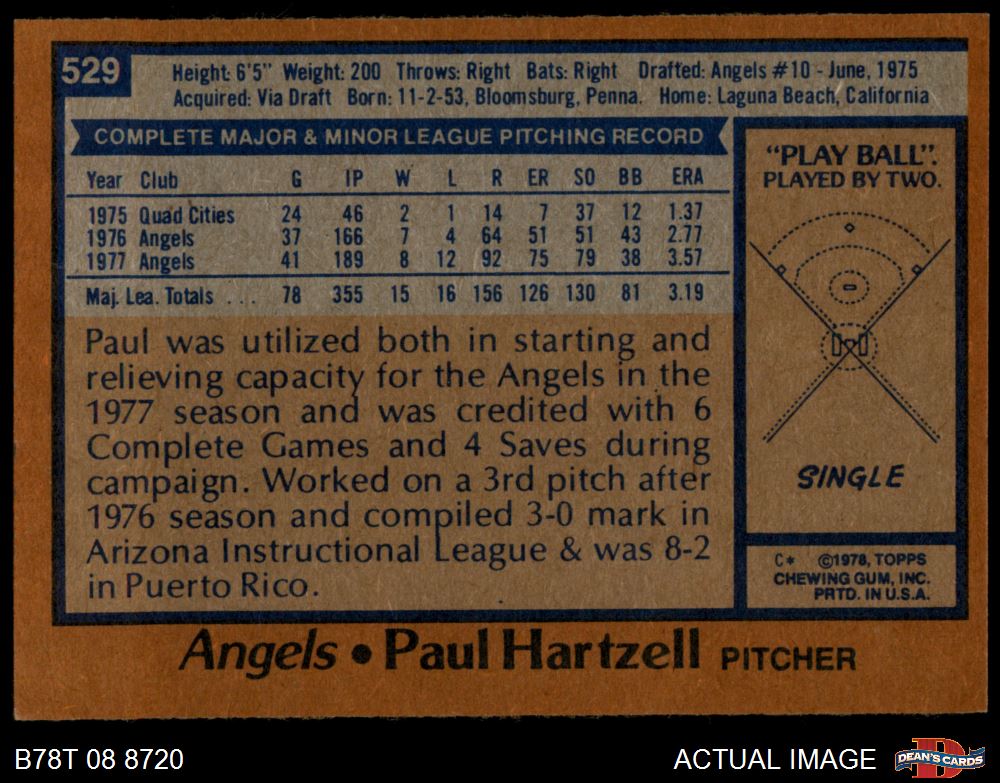 529
Height: 6'5" Weight: 200 Throws: Right Bats: Right Drafted: Angels #10 - June, 1975
Acquired: Via Draft Born: 11-2-53, Bloomsburg, Penna. Home: Laguna Beach, California
COMPLETE MAJOR & MINOR LEAGUE PITCHING RECORD
Year Club G IP W L R ER SO BB ERA
1975 Quad Cities 24 46 2 1 14 7 37 12 1.37
1976 Angels 37 166 7 4 64 51 51 43 2.77
1977 Angels 41 189 8 12 92 75 79 38 3.57
Maj. Lea. Totals . . . 78 355 15 16 156 126 130 81 3.19
Paul was utilized both in starting and
relieving capacity for the Angels in the
1977 season and was credited with 6
Complete Games and 4 Saves during
campaign. Worked on a 3rd pitch after
1976 season and compiled 3-0 mark in
Arizona Instructional League & was 8-2
in Puerto Rico.
"PLAY BALL".
PLAYED BY TWO.
SINGLE
C* ©1978, TOPPS
CHEWING GUM, INC.
PRTD. IN U.S.A.
Angels • Paul Hartzell PITCHER
B78T 08 8720
ACTUAL IMAGE
D
DEAN'S CARDS